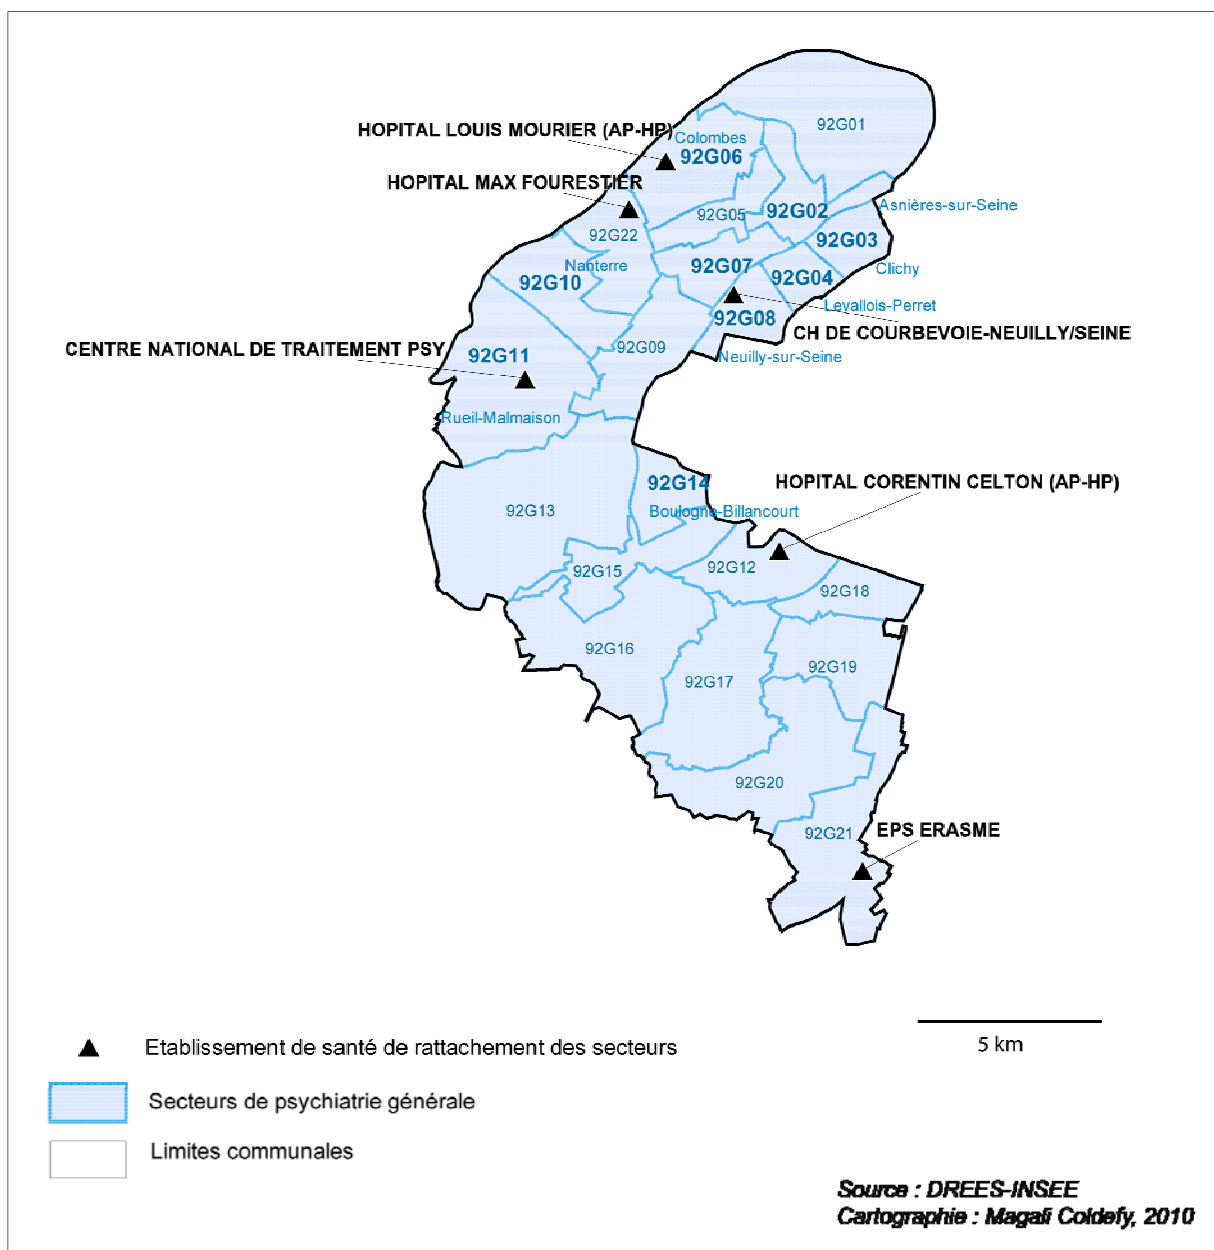 92G01
HOPITAL LOUIS MOURIER (AP-HP)
Colombes
92G06
HOPITAL MAX FOURESTIER
92G05
92G02
Asnières-sur-Seine
92G22
92G03
Nanterre
92G07
Clichy
92G10
92G04
Levallois-Perret
92G08
CH DE COURBEVOIE-NEUILLY/SEINE
CENTRE NATIONAL DE TRAITEMENT PSY
92G11
92G09
Neuilly-sur-Seine
Rueil-Malmaison
92G14
HOPITAL CORENTIN CELTON (AP-HP)
92G13
Boulogne-Billancourt
92G15
92G12
92G18
92G16
92G19
92G17
92G20
92G21
EPS ERASME
5 km
Etablissement de santé de rattachement des secteurs
Secteurs de psychiatrie générale
Limites communales
Source : DREES-INSEE
Cartographie : Magali Coldefy, 2010